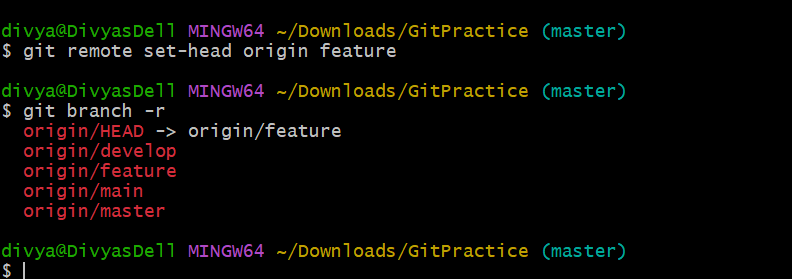 divya@DivyasDell MINGW64 ~/Downloads/GitPractice (master)
$ git remote set-head origin feature
divya@DivyasDell MINGW64 ~/Downloads/GitPractice (master)
$ git branch -r
origin/HEAD -> origin/feature
origin/develop
origin/feature
origin/main
origin/master
divya@DivyasDell MINGW64 ~/Downloads/GitPractice (master)
$